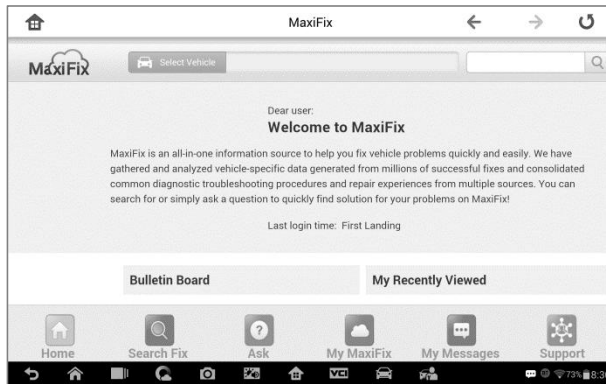 MaxiFix
MaxiFix
Select Vehicle
Dear user:
Welcome to MaxiFix
MaxiFix is an all-in-one information source to help you fix vehicle problems quickly and easily. We have
gathered and analyzed vehicle-specific data generated from millions of successful fixes and consolidated
common diagnostic troubleshooting procedures and repair experiences from multiple sources. You can
search for or simply ask a question to quickly find solution for your problems on MaxiFix!
Last login time: First Landing
Bulletin Board My Recently Viewed
Home Search Fix Ask My MaxiFix My Messages Support
VCI 73% 8:3